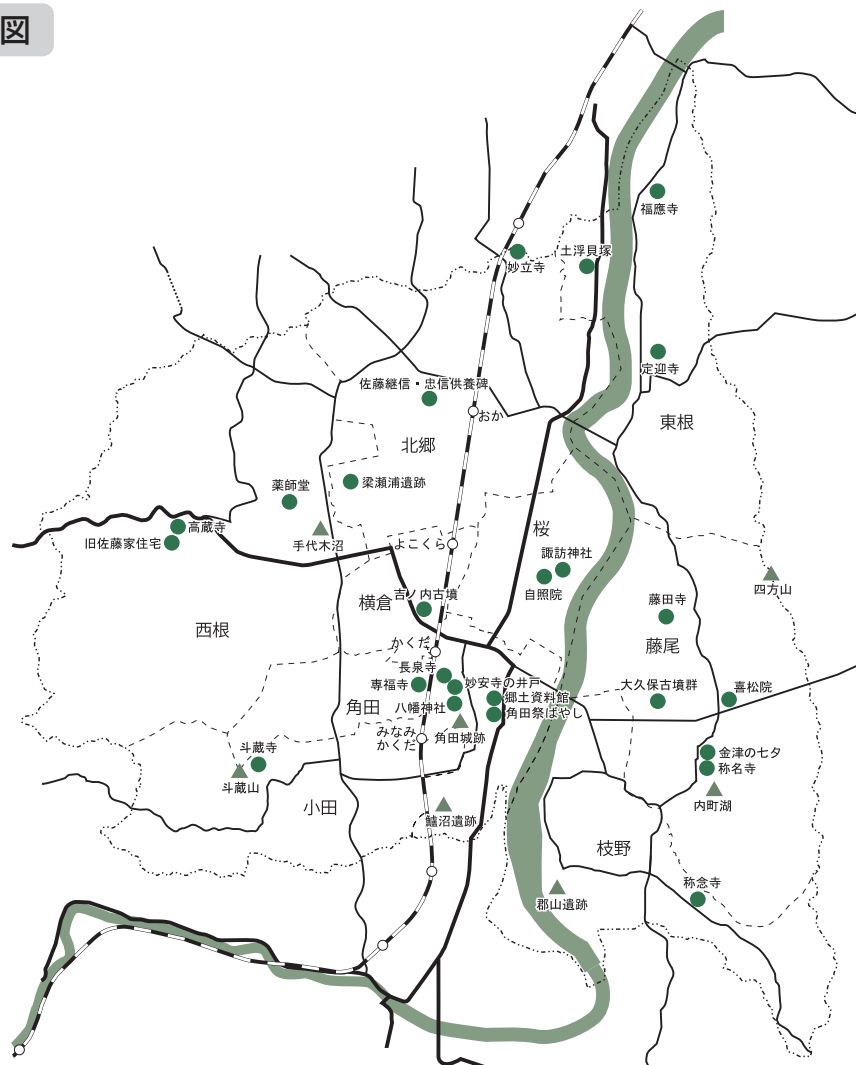 図
福應寺
土浮貝塚
妙立寺
定迎寺
佐藤継信・忠信供養碑
おか
東根
北郷
薬師堂
梁瀬浦遺跡
高蔵寺
旧佐藤家住宅
手代木沼
よこくら
桜
諏訪神社
自照院
四方山
横倉
吉ノ内古墳
藤田寺
西根
かくだ
藤尾
長泉寺
専福寺
妙安寺の井戸
大久保古墳群
喜松院
郷土資料館
角田
八幡神社
角田祭ばやし
みなみ
かくだ
角田城跡
斗蔵寺
金津の七夕
称名寺
斗蔵山
内町湖
小田
鱸沼遺跡
枝野
称念寺
郡山遺跡